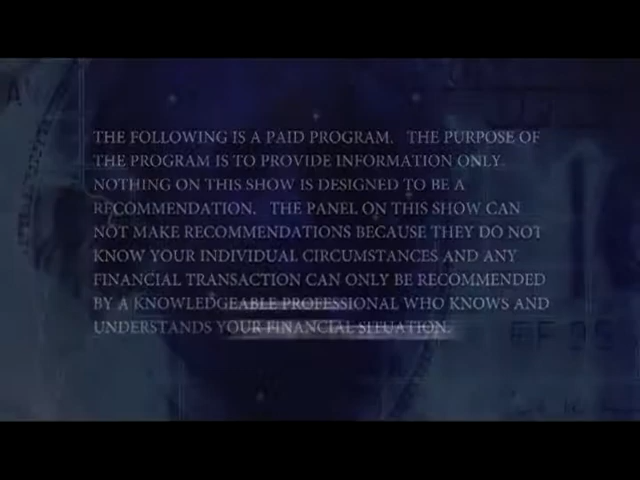 THE FOLLOWING IS A PAID PROGRAM. THE PURPOSE OF
THE PROGRAM IS TO PROVIDE INFORMATION ONLY.
NOTHING ON THIS SHOW IS DESIGNED TO BE A
RECOMMENDATION. THE PANEL ON THIS SHOW CAN
NOT MAKE RECOMMENDATIONS BECAUSE THEY DO NOT
KNOW YOUR INDIVIDUAL CIRCUMSTANCES AND ANY
FINANCIAL TRANSACTION CAN ONLY BE RECOMMENDED
BY A KNOWLEDGEABLE PROFESSIONAL WHO KNOWS AND
UNDERSTANDS YOUR FINANCIAL SITUATION.